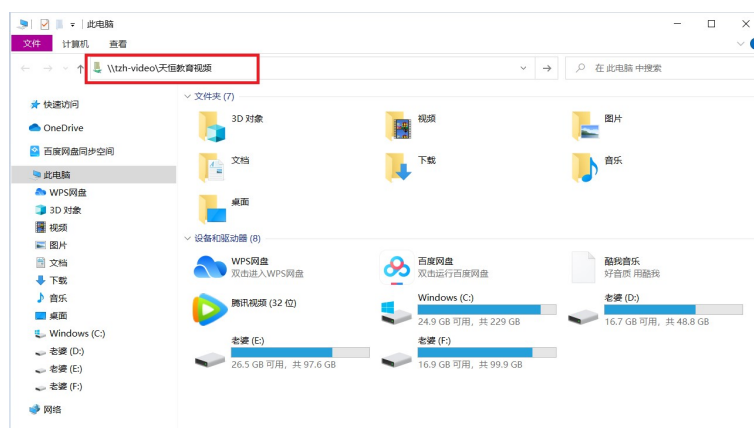 此电脑
文件 计算机 查看
\\tzh-video\天恒教育视频
在 此电脑 中搜索
快速访问
OneDrive
百度网盘同步空间
此电脑
WPS网盘
3D 对象
视频
图片
文档
下载
音乐
桌面
Windows (C:)
老婆 (D:)
老婆 (E:)
老婆 (F:)
网络
文件夹 (7)
3D 对象
视频
图片
文档
下载
音乐
桌面
设备和驱动器 (8)
WPS网盘
双击进入WPS网盘
百度网盘
双击运行百度网盘
酷我音乐
好音质 用酷我
腾讯视频 (32 位)
Windows (C:)
24.9 GB 可用，共 229 GB
老婆 (D:)
16.7 GB 可用，共 48.8 GB
老婆 (E:)
26.5 GB 可用，共 97.6 GB
老婆 (F:)
16.9 GB 可用，共 99.9 GB